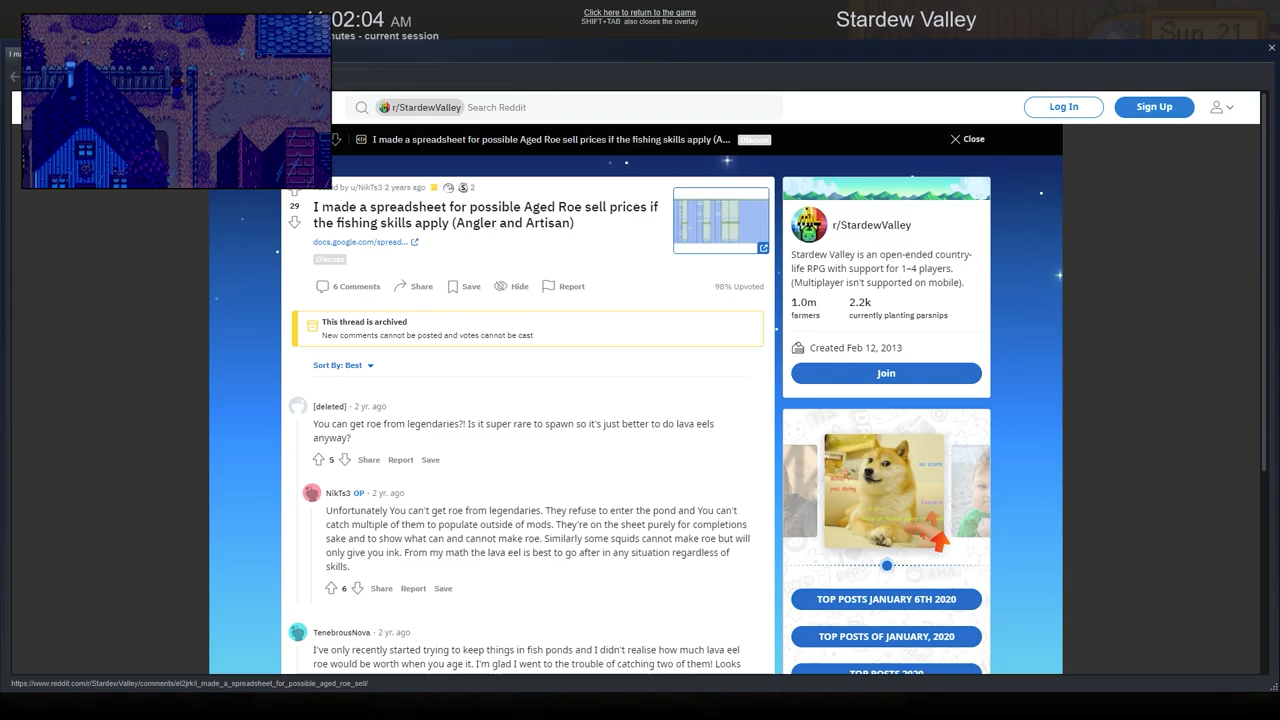 11:02:04 AM
Click here to return to the game
SHIFT+TAB also closes the overlay
Stardew Valley
minutes - current session
Sun. 21
r/StardewValley Search Reddit
Log In
Sign Up
I made a spreadsheet for possible Aged Roe sell prices if the fishing skills apply (A...
Discuss
Close
Posted by u/NikTs3 2 years ago
2
29
I made a spreadsheet for possible Aged Roe sell prices if
the fishing skills apply (Angler and Artisan)
docs.google.com/spread...
Discuss
6 Comments
Share
Save
Hide
Report
98% Upvoted
This thread is archived
New comments cannot be posted and votes cannot be cast
Sort By: Best
[deleted] · 2 yr. ago
You can get roe from legendaries?! Is it super rare to spawn so it's just better to do lava eels
anyway?
5 Share Report Save
NikTs3 OP · 2 yr. ago
Unfortunately You can't get roe from legendaries. They refuse to enter the pond and You can't
catch multiple of them to populate outside of mods. They're on the sheet purely for completions
sake and to show what can and cannot make roe. Similarly some squids cannot make roe but will
only give you ink. From my math the lava eel is best to go after in any situation regardless of
skills.
6 Share Report Save
TenebrousNova · 2 yr. ago
I've only recently started trying to keep things in fish ponds and I didn't realise how much lava eel
roe would be worth when you age it. I'm glad I went to the trouble of catching two of them! Looks
r/StardewValley
Stardew Valley is an open-ended country-
life RPG with support for 1–4 players.
(Multiplayer isn't supported on mobile).
1.0m
farmers
2.2k
currently planting parsnips
Created Feb 12, 2013
Join
so scare
TOP POSTS JANUARY 6TH 2020
TOP POSTS OF JANUARY, 2020
TOP POSTS 2020
https://www.reddit.com/r/StardewValley/comments/el2jrk/i_made_a_spreadsheet_for_possible_aged_roe_sell/